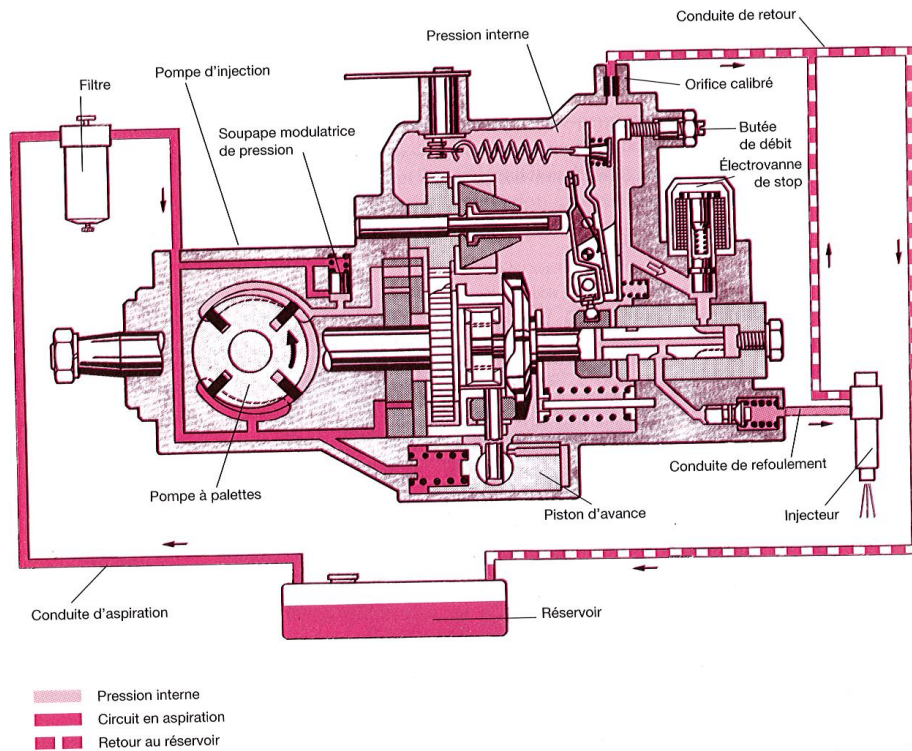 Conduite de retour
Pression interne
Orifice calibré
Pompe d'injection
Filtre
Soupape modulatrice
de pression
Butée
de débit
Électrovanne
de stop
Conduite de refoulement
Pompe à palettes
Piston d'avance
Injecteur
Conduite d'aspiration
Réservoir
Pression interne
Circuit en aspiration
Retour au réservoir